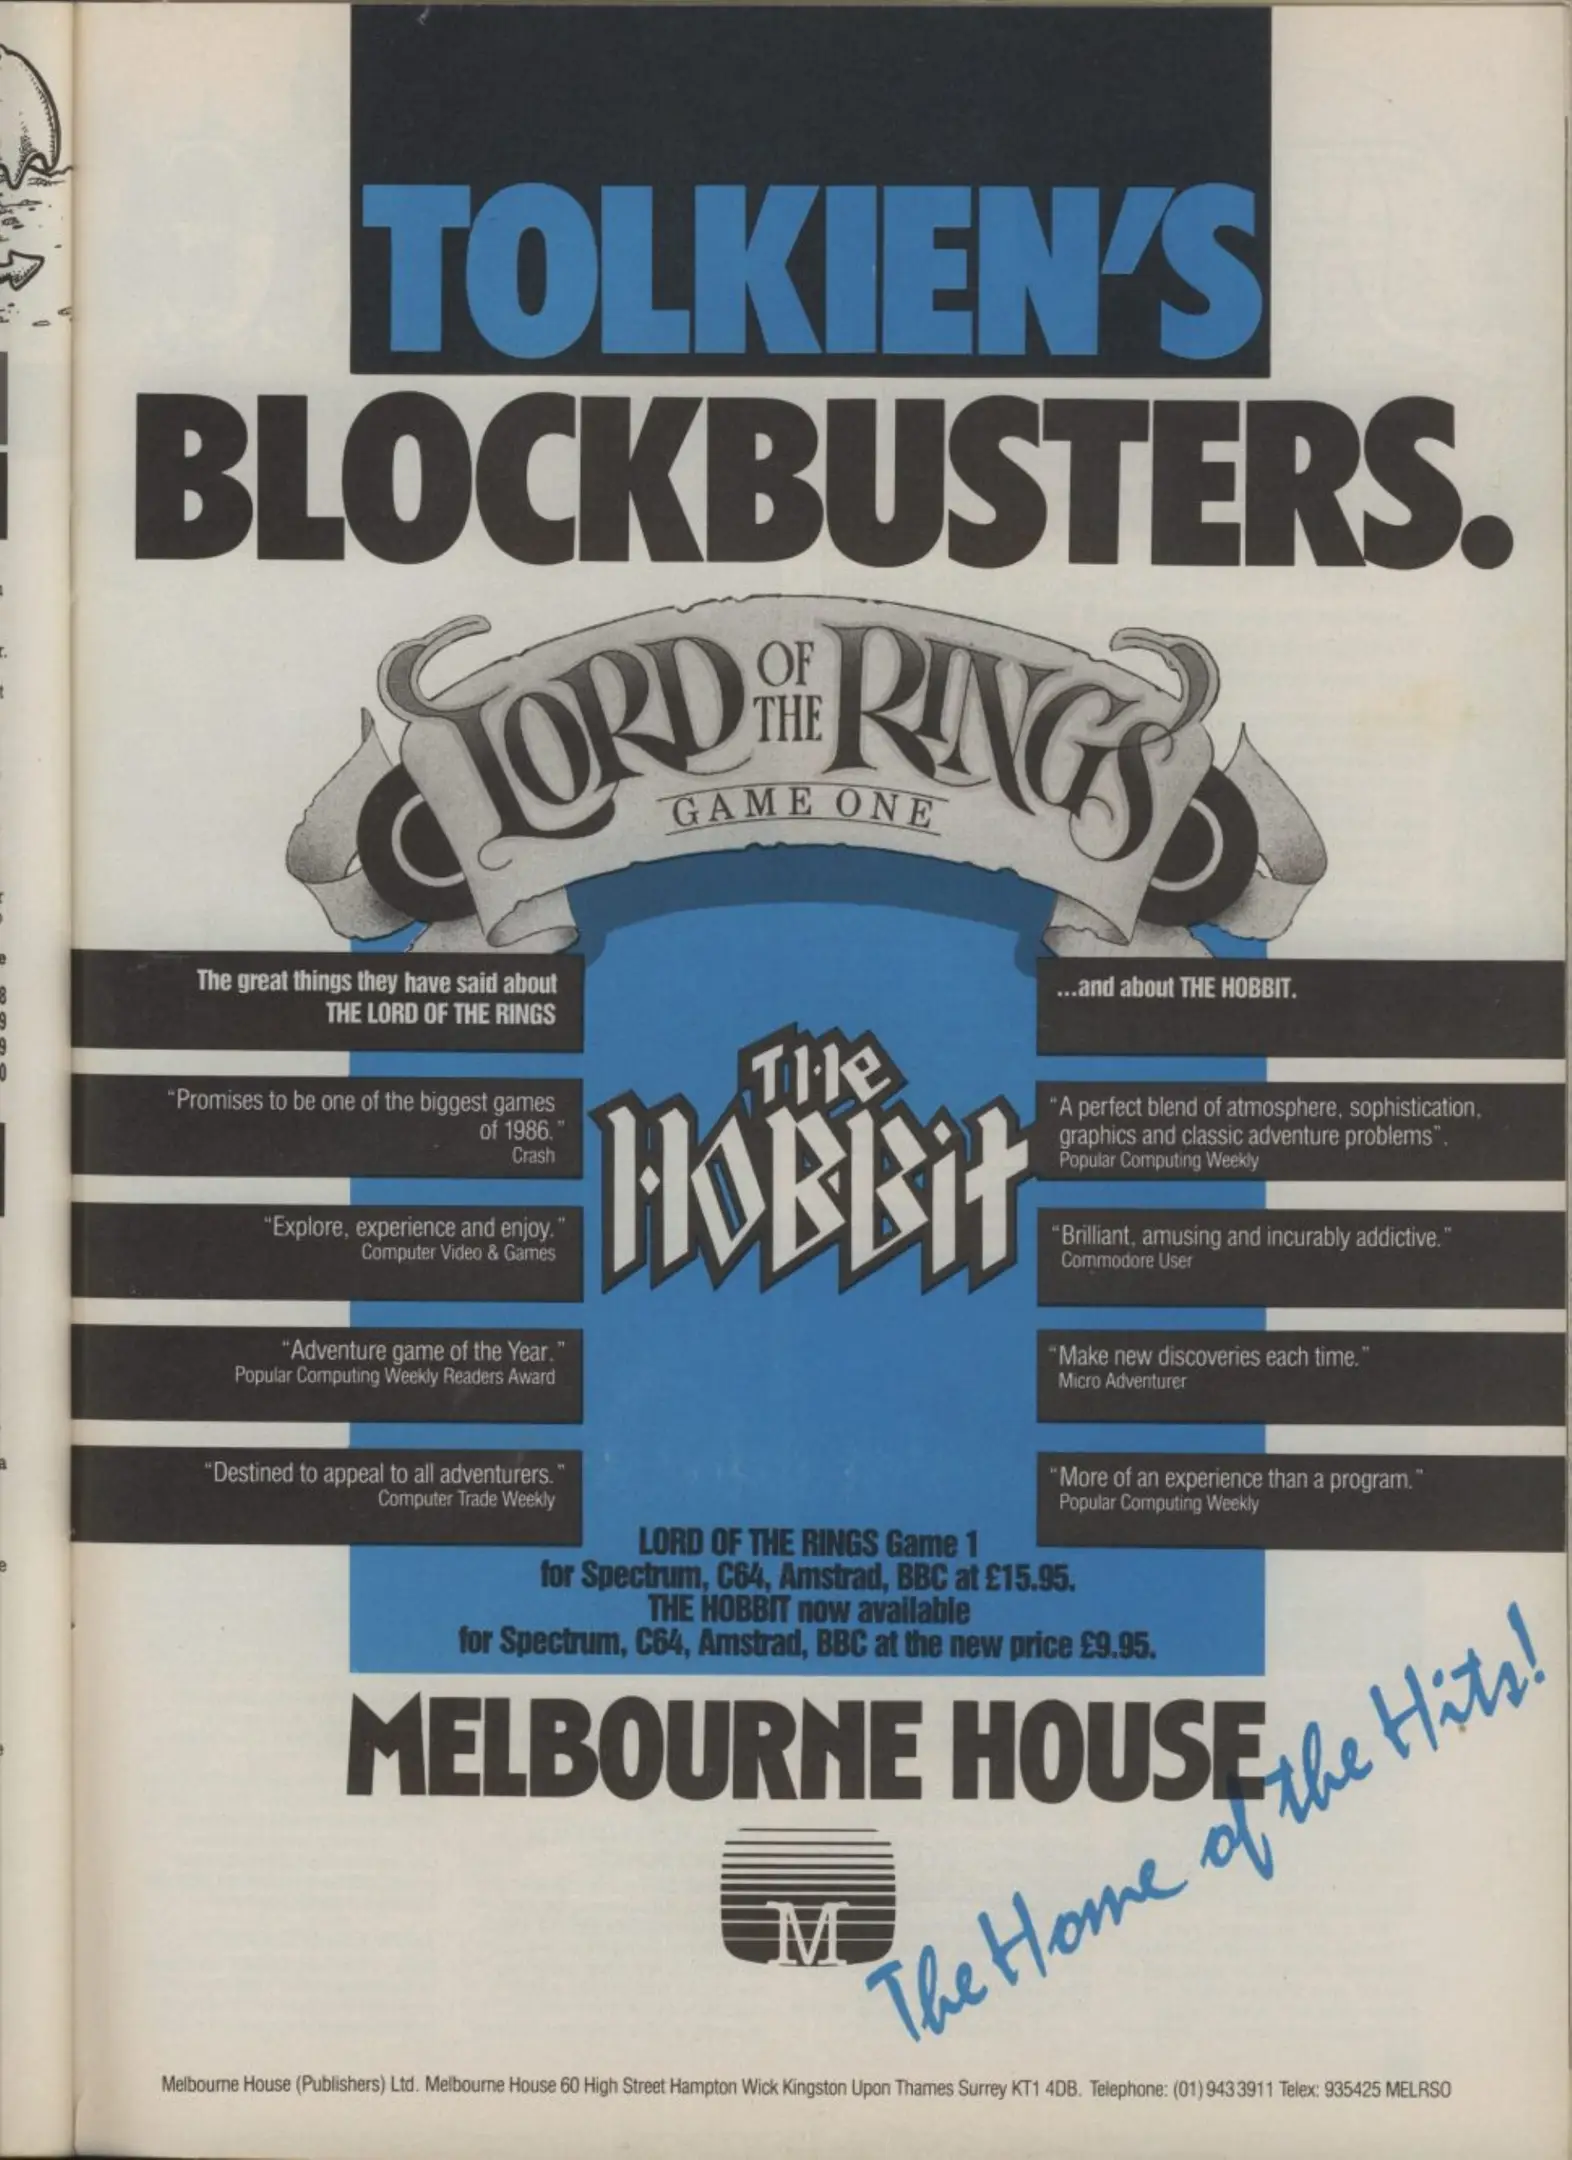 TOLKIEN'S
BLOCKBUSTERS.
LORD OF THE RINGS
GAME ONE
The great things they have said about
THE LORD OF THE RINGS
"Promises to be one of the biggest games
of 1986."
Crash
"Explore, experience and enjoy."
Computer Video & Games
"Adventure game of the Year."
Popular Computing Weekly Readers Award
"Destined to appeal to all adventurers."
Computer Trade Weekly
The
Hobbit
...and about THE HOBBIT.
"A perfect blend of atmosphere, sophistication,
graphics and classic adventure problems".
Popular Computing Weekly
"Brilliant, amusing and incurably addictive."
Commodore User
"Make new discoveries each time."
Micro Adventurer
"More of an experience than a program."
Popular Computing Weekly
LORD OF THE RINGS Game 1
for Spectrum, C64, Amstrad, BBC at £15.95.
THE HOBBIT now available
for Spectrum, C64, Amstrad, BBC at the new price £9.95.
MELBOURNE HOUSE
The Home of the Hits!
M
Melbourne House (Publishers) Ltd. Melbourne House 60 High Street Hampton Wick Kingston Upon Thames Surrey KT1 4DB. Telephone: (01) 943 3911 Telex: 935425 MELRSO